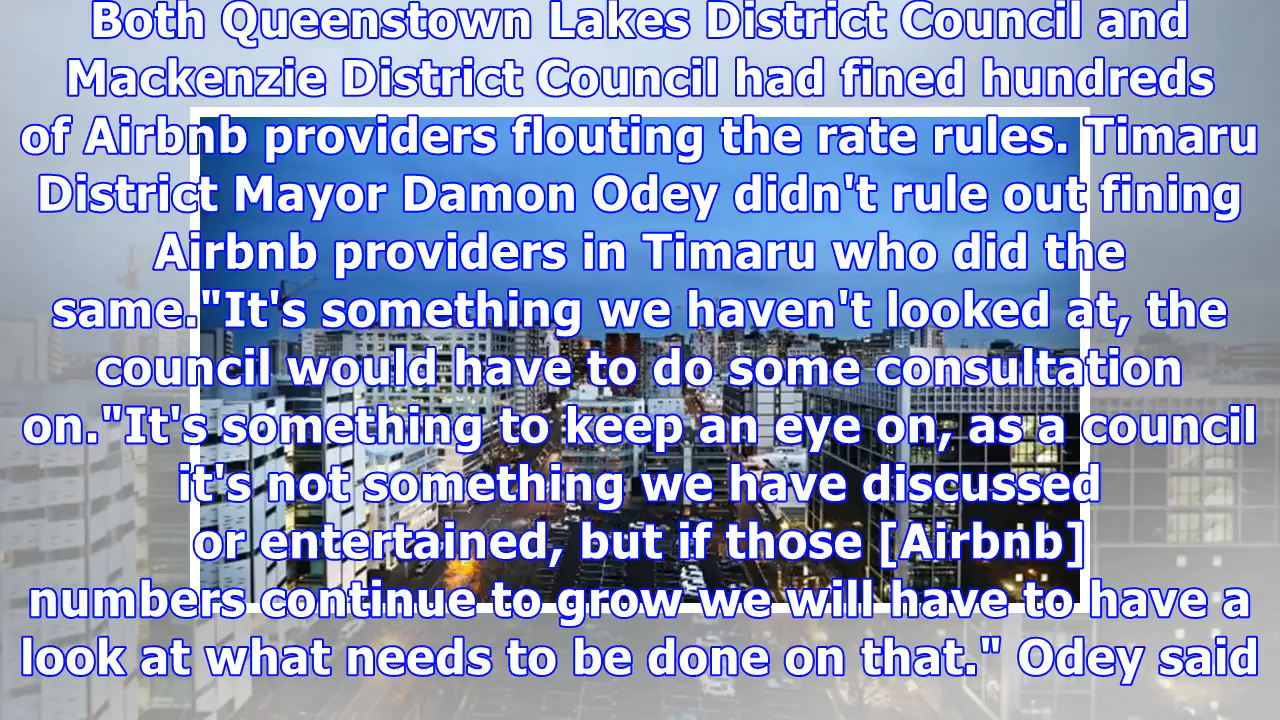 Both Queenstown Lakes District Council and
Mackenzie District Council had fined hundreds
of Airbnb providers flouting the rate rules. Timaru
District Mayor Damon Odey didn't rule out fining
Airbnb providers in Timaru who did the
same."It's something we haven't looked at, the
council would have to do some consultation
on."It's something to keep an eye on, as a council
it's not something we have discussed
or entertained, but if those [Airbnb]
numbers continue to grow we will have to have a
look at what needs to be done on that." Odey said